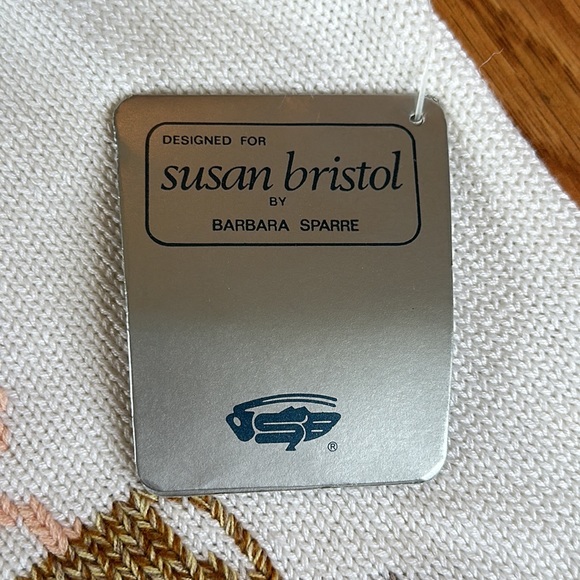 DESIGNED FOR
susan bristol
BY
BARBARA SPARRE
®